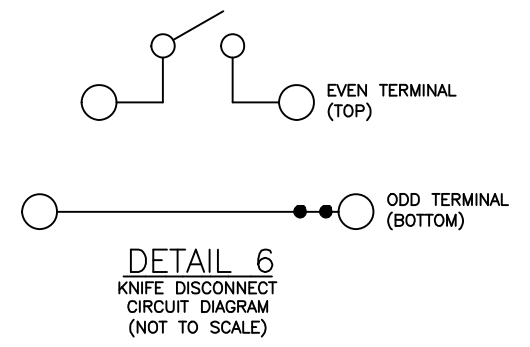 EVEN TERMINAL
(TOP)
ODD TERMINAL
(BOTTOM)
DETAIL 6
KNIFE DISCONNECT
CIRCUIT DIAGRAM
(NOT TO SCALE)